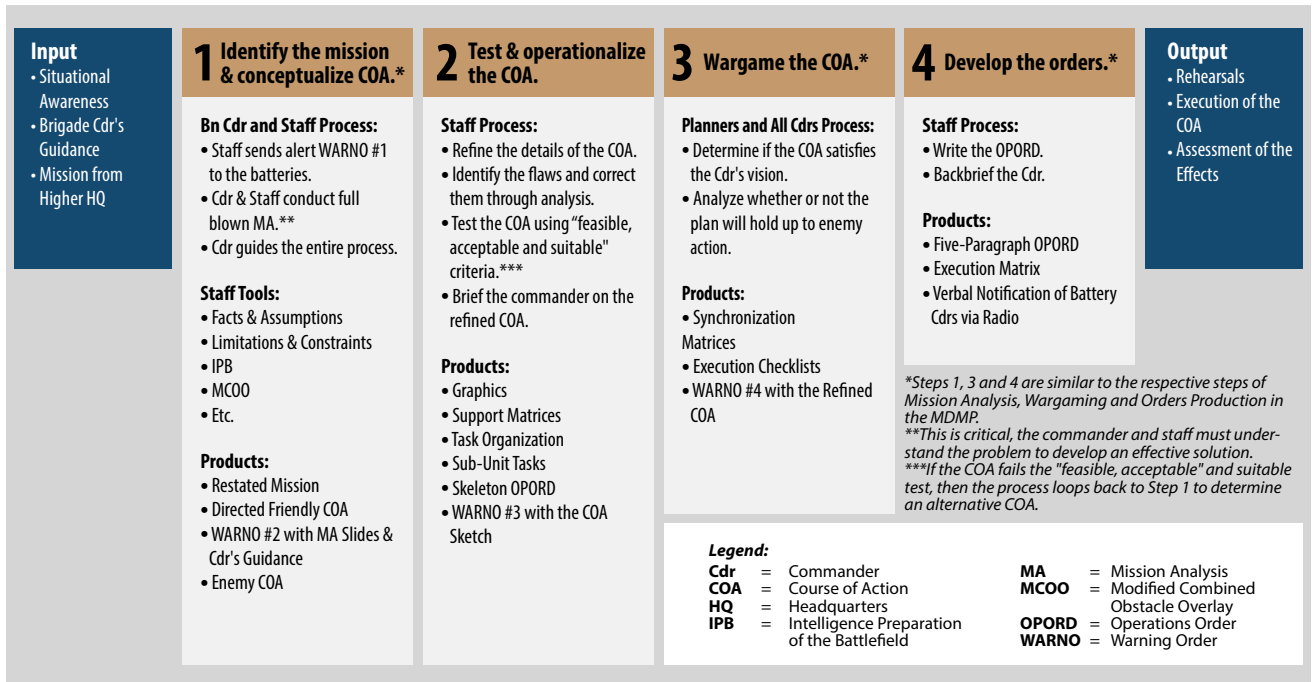 Input
• Situational
Awareness
• Brigade Cdr's
Guidance
• Mission from
Higher HQ
1 Identify the mission
& conceptualize COA.*
Bn Cdr and Staff Process:
• Staff sends alert WARNO #1
to the batteries.
• Cdr & Staff conduct full
blown MA.**
• Cdr guides the entire process.
Staff Tools:
• Facts & Assumptions
• Limitations & Constraints
• IPB
• MCOO
• Etc.
Products:
• Restated Mission
• Directed Friendly COA
• WARNO #2 with MA Slides &
Cdr's Guidance
• Enemy COA
2 Test & operationalize
the COA.
Staff Process:
• Refine the details of the COA.
• Identify the flaws and correct
them through analysis.
• Test the COA using “feasible,
acceptable and suitable"
criteria.***
• Brief the commander on the
refined COA.
Products:
• Graphics
• Support Matrices
• Task Organization
• Sub-Unit Tasks
• Skeleton OPORD
• WARNO #3 with the COA
Sketch
3 Wargame the COA.*
Planners and All Cdrs Process:
• Determine if the COA satisfies
the Cdr's vision.
• Analyze whether or not the
plan will hold up to enemy
action.
Products:
• Synchronization
Matrices
• Execution Checklists
• WARNO #4 with the Refined
COA
4 Develop the orders.*
Staff Process:
• Write the OPORD.
• Backbrief the Cdr.
Products:
• Five-Paragraph OPORD
• Execution Matrix
• Verbal Notification of Battery
Cdrs via Radio
Output
• Rehearsals
• Execution of the
COA
• Assessment of the
Effects
*Steps 1, 3 and 4 are similar to the respective steps of
Mission Analysis, Wargaming and Orders Production in
the MDMP.
**This is critical, the commander and staff must under-
stand the problem to develop an effective solution.
***If the COA fails the "feasible, acceptable" and suitable
test, then the process loops back to Step 1 to determine
an alternative COA.
Legend:
Cdr = Commander
COA = Course of Action
HQ = Headquarters
IPB = Intelligence Preparation
of the Battlefield
MA = Mission Analysis
MCOO = Modified Combined
Obstacle Overlay
OPORD = Operations Order
WARNO = Warning Order